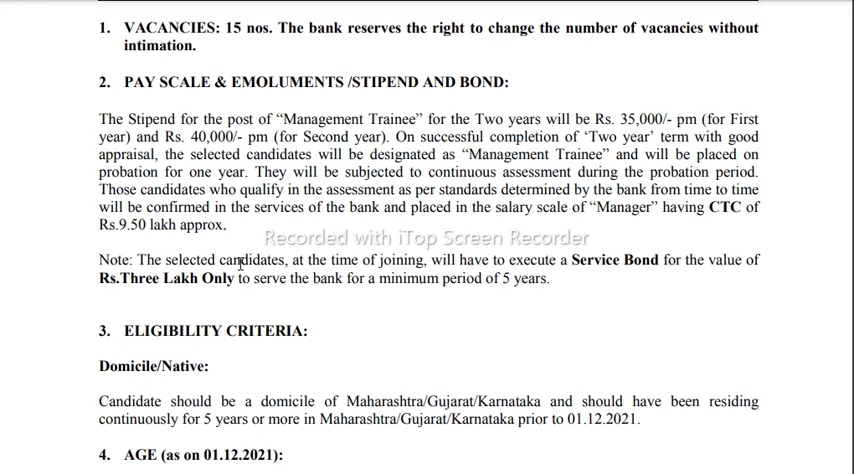 1. VACANCIES: 15 nos. The bank reserves the right to change the number of vacancies without
intimation.
2. PAY SCALE & EMOLUMENTS /STIPEND AND BOND:
The Stipend for the post of “Management Trainee” for the Two years will be Rs. 35,000/- pm (for First
year) and Rs. 40,000/- pm (for Second year). On successful completion of ‘Two year’ term with good
appraisal, the selected candidates will be designated as “Management Trainee” and will be placed on
probation for one year. They will be subjected to continuous assessment during the probation period.
Those candidates who qualify in the assessment as per standards determined by the bank from time to time
will be confirmed in the services of the bank and placed in the salary scale of “Manager” having CTC of
Rs.9.50 lakh approx.
Recorded with iTop Screen Recorder
Note: The selected candidates, at the time of joining, will have to execute a Service Bond for the value of
Rs.Three Lakh Only to serve the bank for a minimum period of 5 years.
3. ELIGIBILITY CRITERIA:
Domicile/Native:
Candidate should be a domicile of Maharashtra/Gujarat/Karnataka and should have been residing
continuously for 5 years or more in Maharashtra/Gujarat/Karnataka prior to 01.12.2021.
4. AGE (as on 01.12.2021):